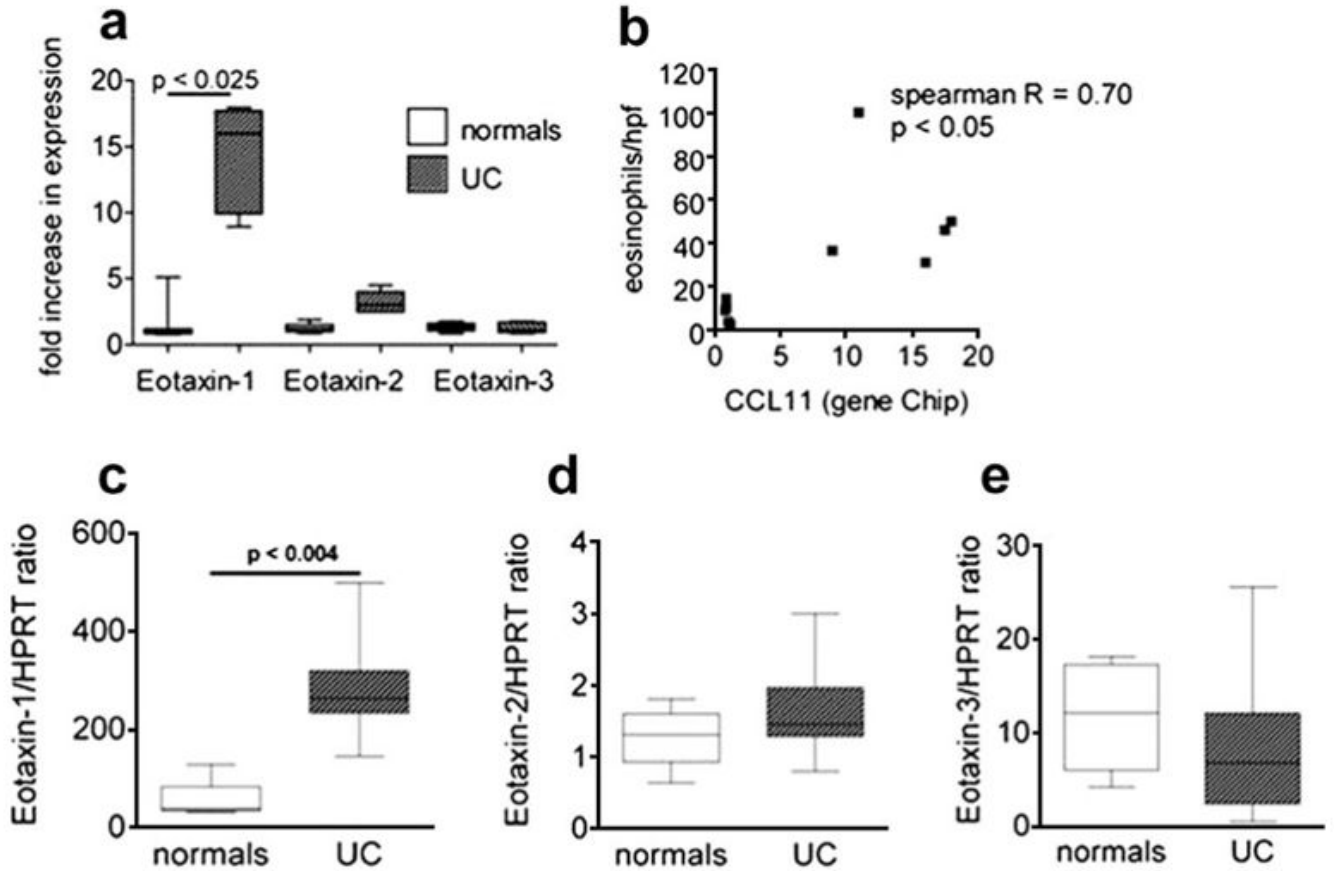 a
fold increase in expression
20
15
10
5
0
p < 0.025
normals
UC
Eotaxin-1
Eotaxin-2
Eotaxin-3
b
eosinophils/hpf
120
100
80
60
40
20
0
spearman R = 0.70
p < 0.05
0 5 10 15 20
CCL11 (gene Chip)
c
Eotaxin-1/HPRT ratio
600
400
200
0
p < 0.004
normals UC
d
Eotaxin-2/HPRT ratio
4
3
2
1
0
normals UC
e
Eotaxin-3/HPRT ratio
30
20
10
0
normals UC